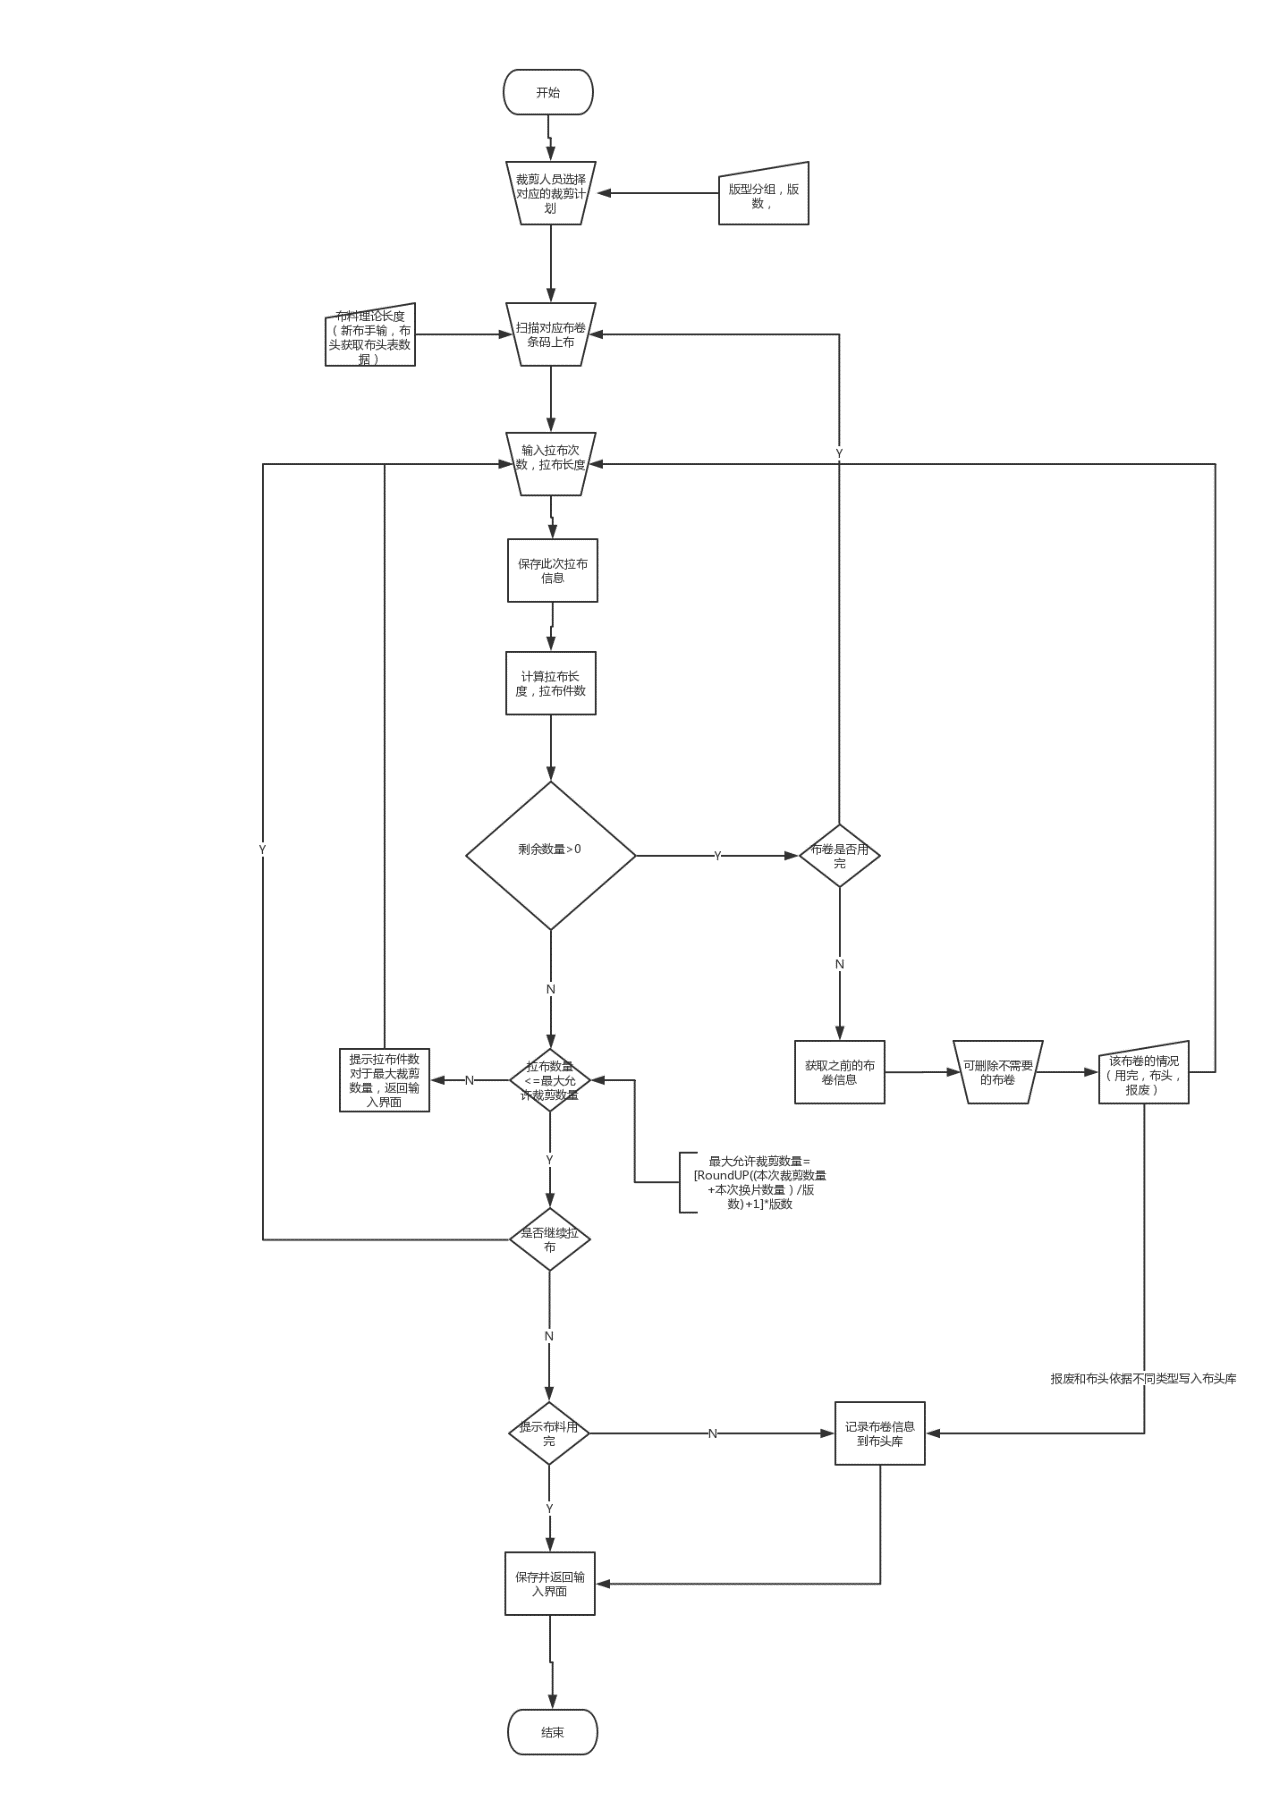 开始
裁剪人员选择
对应的裁剪计
划
版型分组，版
数，
布料理论长度
（新布手输，布
头获取布头表数
据）
扫描对应布卷
条码上布
Y
输入拉布次
数，拉布长度
保存此次拉布
信息
计算拉布长
度，拉布件数
Y
剩余数量>0
Y
布卷是否用
完
N
N
提示拉布件数
对于最大裁剪
数量，返回输
入界面
N
拉布数量
<=最大允
许裁剪数量
获取之前的布
卷信息
可删除不需要
的布卷
该布卷的情况
（用完，布头，
报废）
Y
最大允许裁剪数量=
[RoundUP((本次裁剪数量
+本次换片数量）/版
数)+1]*版数
是否继续拉
布
N
报废和布头依据不同类型写入布头库
提示布料用
完
N
记录布卷信息
到布头库
Y
保存并返回输
入界面
结束